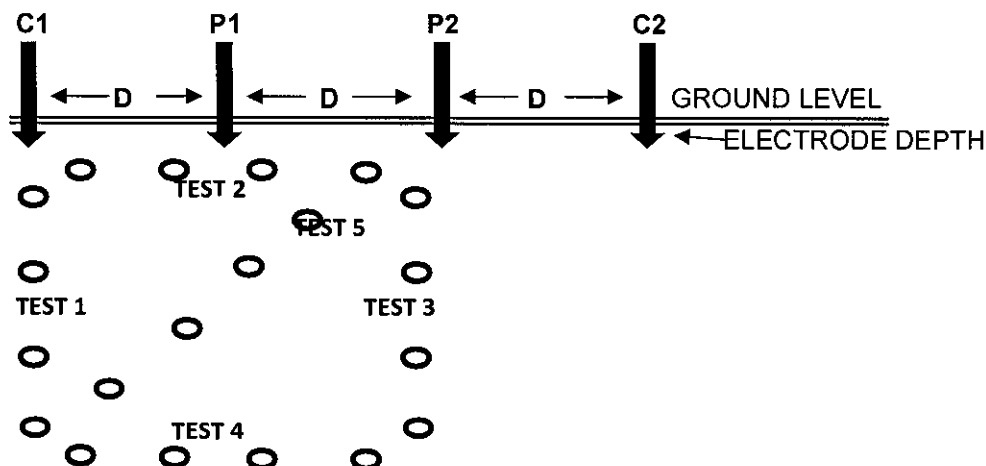 C1 P1 P2 C2
D D D
GROUND LEVEL
ELECTRODE DEPTH
TEST 2
TEST 5
TEST 1 TEST 3
TEST 4